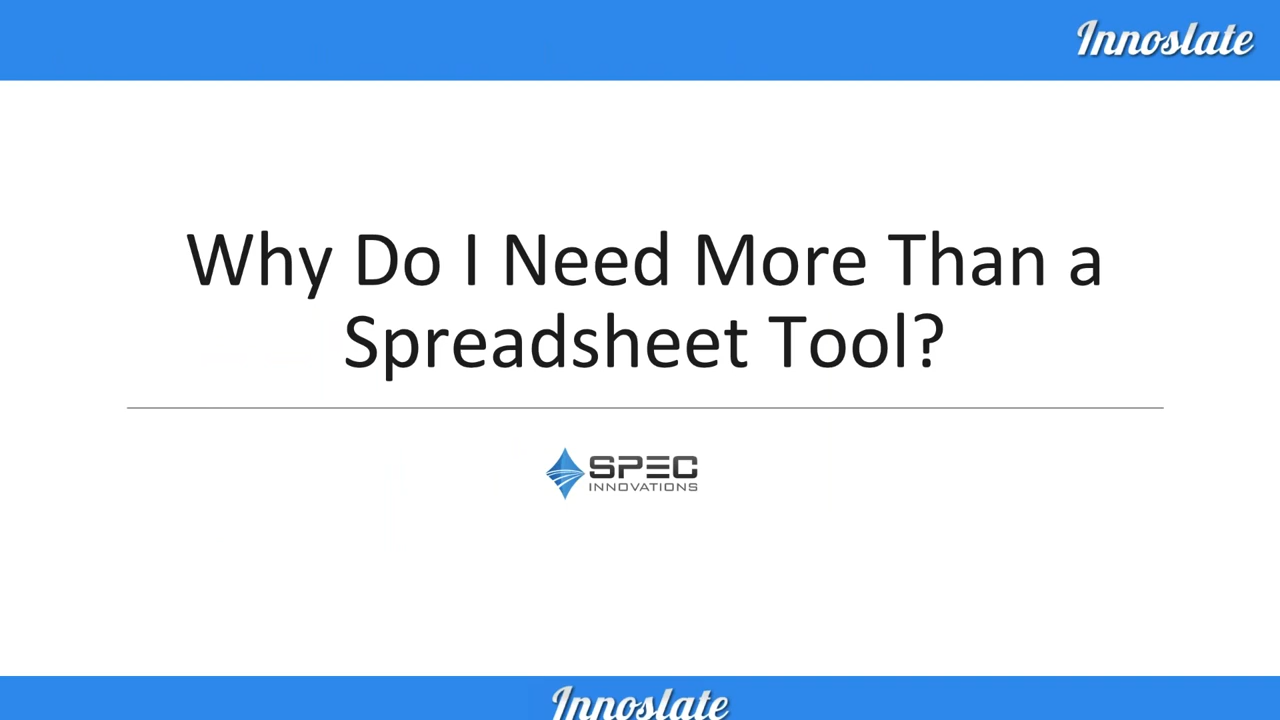 Innoslate
Why Do I Need More Than a
Spreadsheet Tool?
SPEC
INNOVATIONS
Innoslate